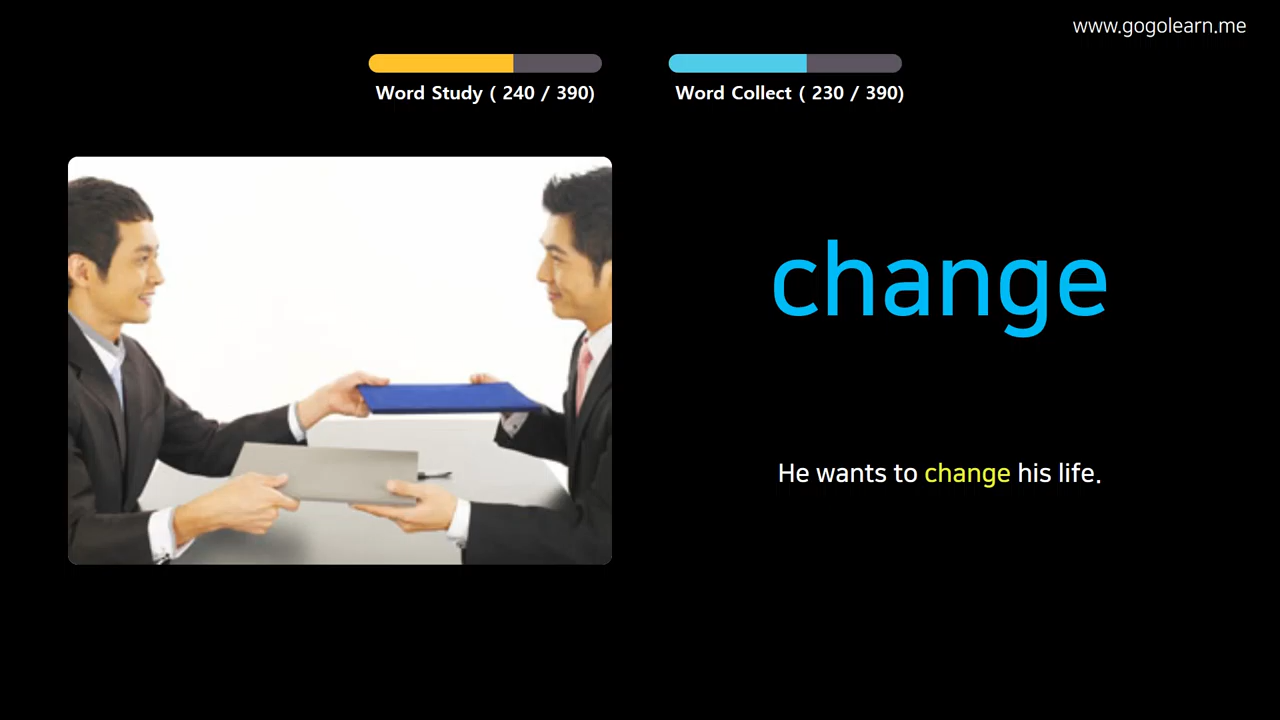 www.gogolearn.me
Word Study ( 240 / 390)
Word Collect ( 230 / 390)
change
He wants to change his life.